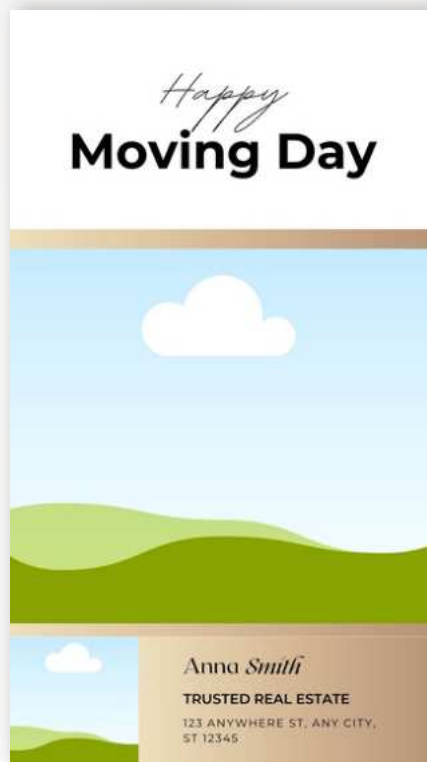 Happy
Moving Day
Anna Smith
TRUSTED REAL ESTATE
123 ANYWHERE ST, ANY CITY,
ST 12345